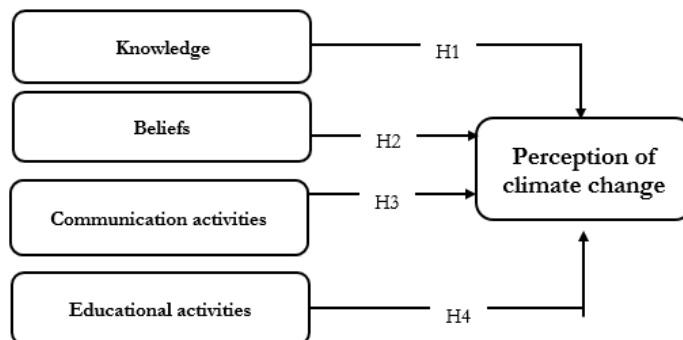 Knowledge
H1
Beliefs
H2
Perception of
climate change
Communication activities
H3
Educational activities
H4